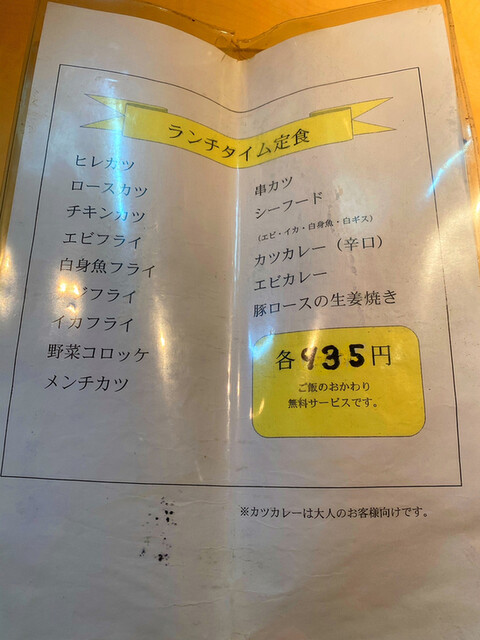 ランチタイム定食
ヒレカツ
ロースカツ
チキンカツ
エビフライ
白身魚フライ
ジフライ
イカフライ
野菜コロッケ
メンチカツ
串カツ
シーフード
(エビ・イカ・白身魚・白ギス)
カツカレー（辛口）
エビカレー
豚ロースの生姜焼き
各935円
ご飯のおかわり
無料サービスです。
※カツカレーは大人のお客様向けです。